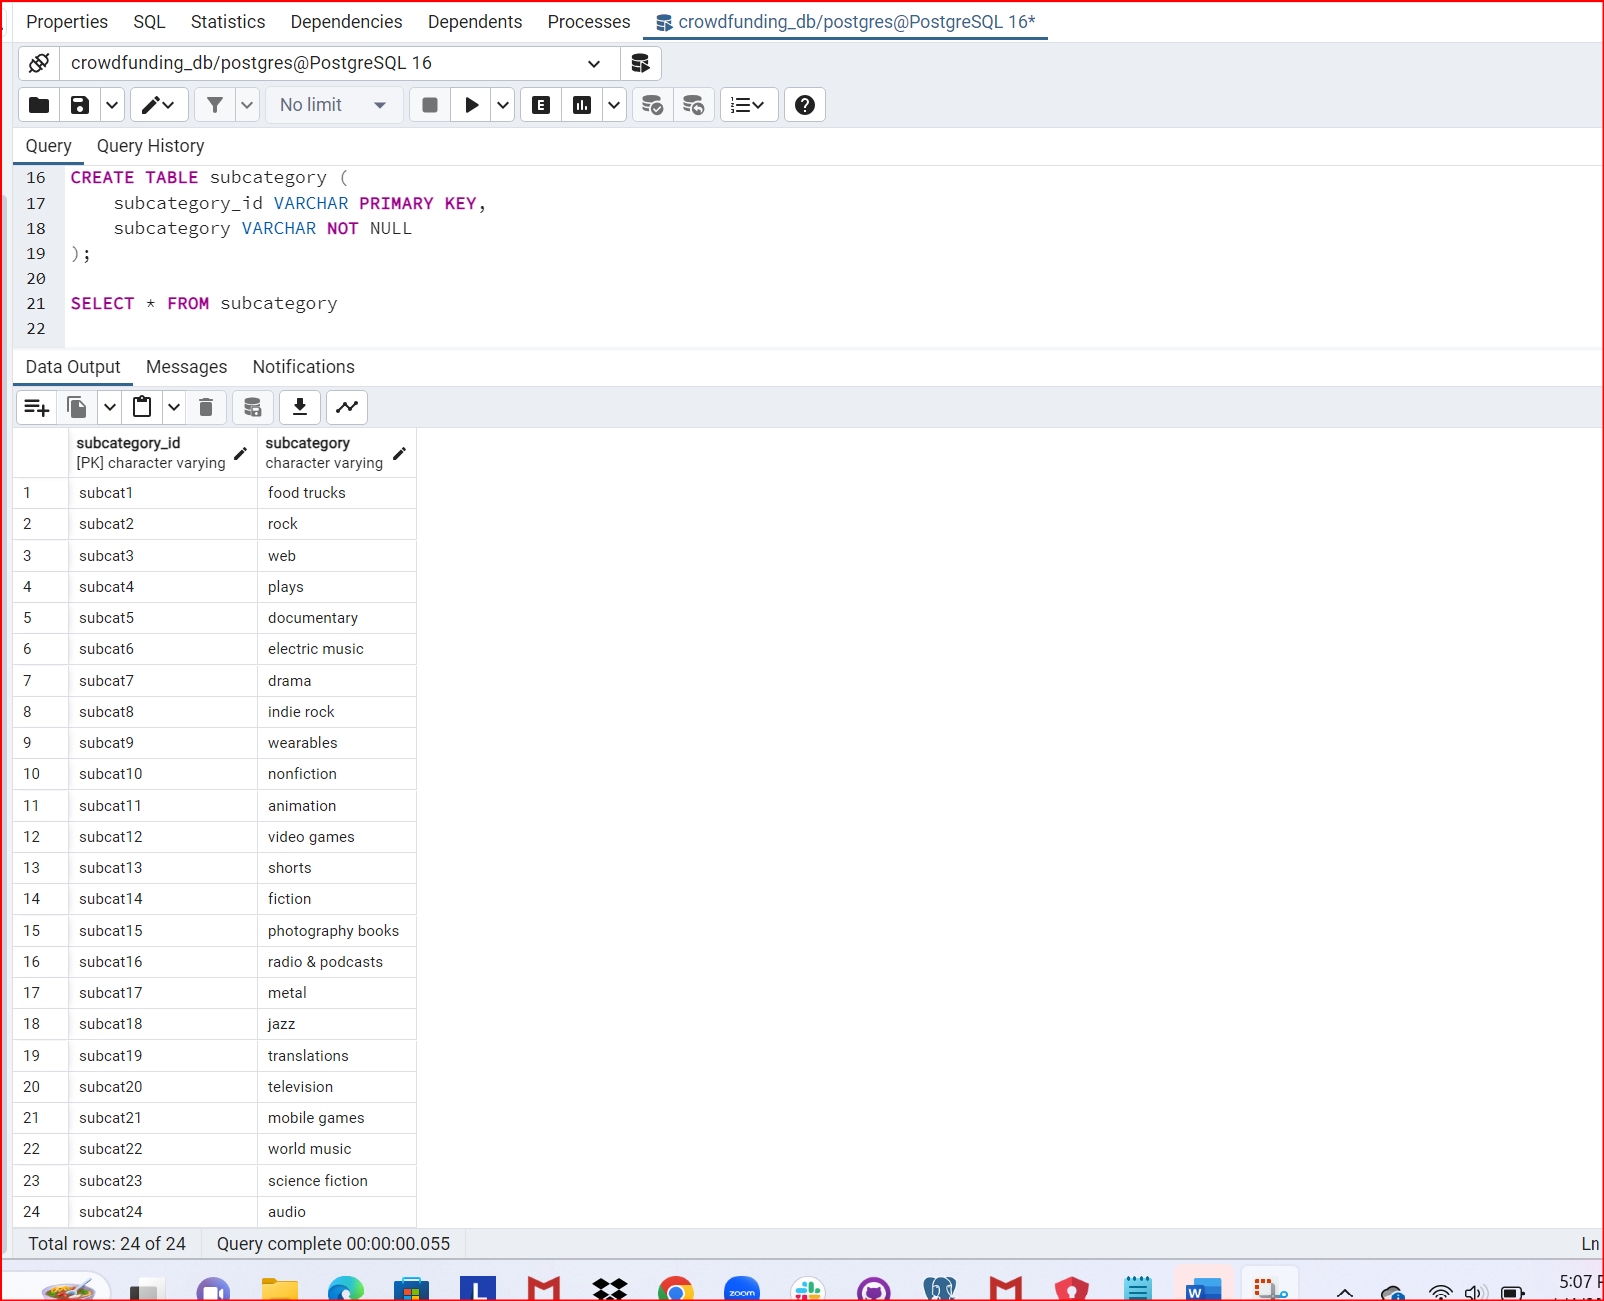 Properties SQL Statistics Dependencies Dependents Processes crowdfunding_db/postgres@PostgreSQL 16*
crowdfunding_db/postgres@PostgreSQL 16
No limit E
Query Query History
16 CREATE TABLE subcategory (
17 subcategory_id VARCHAR PRIMARY KEY,
18 subcategory VARCHAR NOT NULL
19 );
20
21 SELECT * FROM subcategory
22
Data Output Messages Notifications
subcategory_id subcategory
[PK] character varying character varying
1 subcat1 food trucks
2 subcat2 rock
3 subcat3 web
4 subcat4 plays
5 subcat5 documentary
6 subcat6 electric music
7 subcat7 drama
8 subcat8 indie rock
9 subcat9 wearables
10 subcat10 nonfiction
11 subcat11 animation
12 subcat12 video games
13 subcat13 shorts
14 subcat14 fiction
15 subcat15 photography books
16 subcat16 radio & podcasts
17 subcat17 metal
18 subcat18 jazz
19 subcat19 translations
20 subcat20 television
21 subcat21 mobile games
22 subcat22 world music
23 subcat23 science fiction
24 subcat24 audio
Total rows: 24 of 24 Query complete 00:00:00.055 Ln
L zoom W 5:07